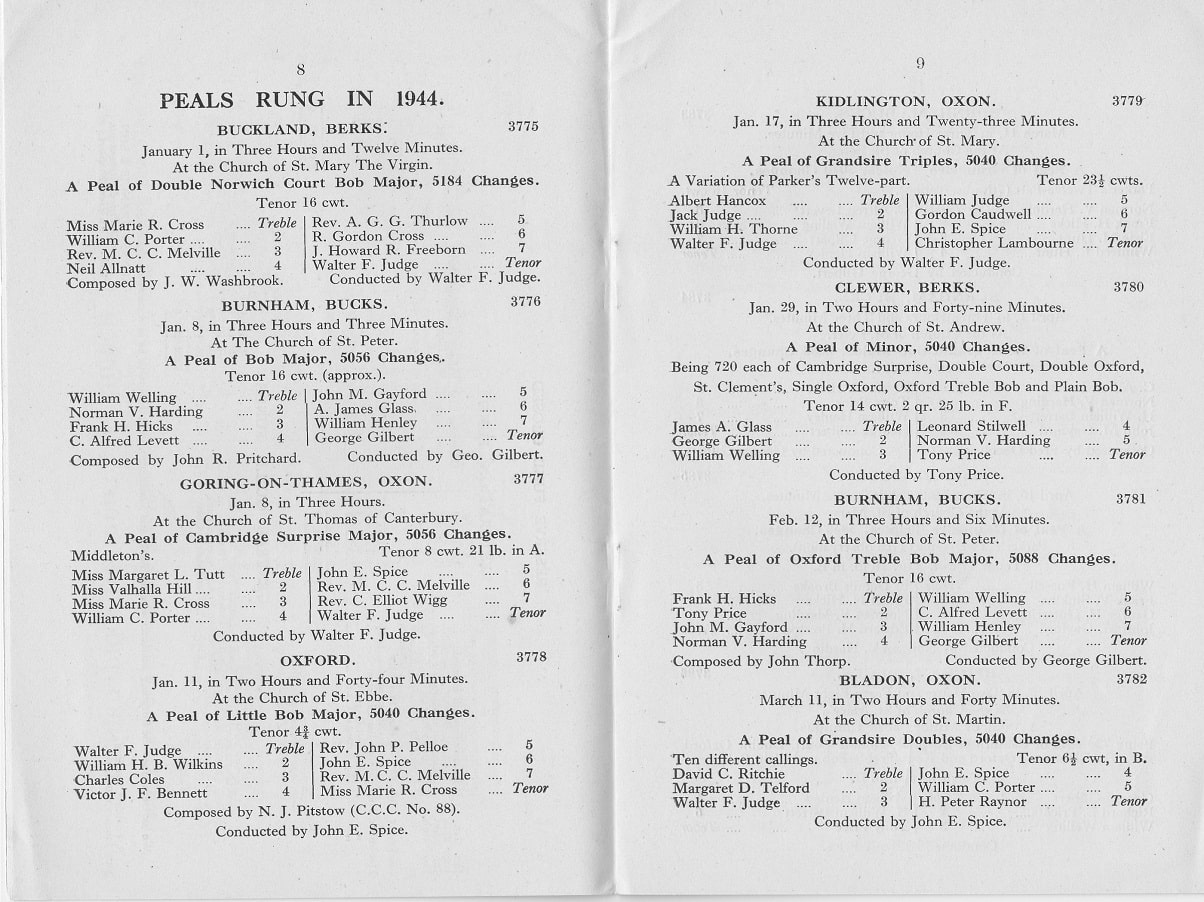 8
PEALS RUNG IN 1944.
BUCKLAND, BERKS. 3775
January 1, in Three Hours and Twelve Minutes.
At the Church of St. Mary The Virgin.
A Peal of Double Norwich Court Bob Major, 5184 Changes.
Tenor 16 cwt.
Miss Marie R. Cross .... Treble Rev. A. G. G. Thurlow .... 5
William C. Porter .... .... 2 R. Gordon Cross .... .... 6
Rev. M. C. C. Melville .... 3 J. Howard R. Freeborn .... 7
Neil Allnatt .... .... 4 Walter F. Judge .... .... Tenor
Composed by J. W. Washbrook. Conducted by Walter F. Judge.
BURNHAM, BUCKS. 3776
Jan. 8, in Three Hours and Three Minutes.
At The Church of St. Peter.
A Peal of Bob Major, 5056 Changes.
Tenor 16 cwt. (approx.).
William Welling .... .... Treble John M. Gayford .... .... 5
Norman V. Harding .... 2 A. James Glass .... .... 6
Frank H. Hicks .... .... 3 William Henley .... .... 7
C. Alfred Levett .... .... 4 George Gilbert .... .... Tenor
Composed by John R. Pritchard. Conducted by Geo. Gilbert.
GORING-ON-THAMES, OXON. 3777
Jan. 8, in Three Hours.
At the Church of St. Thomas of Canterbury.
A Peal of Cambridge Surprise Major, 5056 Changes.
Middleton's. Tenor 8 cwt. 21 lb. in A.
Miss Margaret L. Tutt .... Treble John E. Spice .... .... 5
Miss Valhalla Hill .... .... 2 Rev. M. C. C. Melville .... 6
Miss Marie R. Cross .... 3 Rev. C. Elliot Wigg .... 7
William C. Porter .... .... 4 Walter F. Judge .... .... Tenor
Conducted by Walter F. Judge.
OXFORD. 3778
Jan. 11, in Two Hours and Forty-four Minutes.
At the Church of St. Ebbe.
A Peal of Little Bob Major, 5040 Changes.
Tenor 4¾ cwt.
Walter F. Judge .... .... Treble Rev. John P. Pelloe .... 5
William H. B. Wilkins .... 2 John E. Spice .... .... 6
Charles Coles .... .... 3 Rev. M. C. C. Melville .... 7
Victor J. F. Bennett .... 4 Miss Marie R. Cross .... Tenor
Composed by N. J. Pitstow (C.C.C. No. 88).
Conducted by John E. Spice.
9
KIDLINGTON, OXON. 3779
Jan. 17, in Three Hours and Twenty-three Minutes.
At the Church of St. Mary.
A Peal of Grandsire Triples, 5040 Changes.
A Variation of Parker's Twelve-part. Tenor 23½ cwts.
Albert Hancox .... .... Treble William Judge .... .... 5
Jack Judge .... .... 2 Gordon Caudwell .... .... 6
William H. Thorne .... 3 John E. Spice .... .... 7
Walter F. Judge .... .... 4 Christopher Lambourne .... Tenor
Conducted by Walter F. Judge.
CLEWER, BERKS. 3780
Jan. 29, in Two Hours and Forty-nine Minutes.
At the Church of St. Andrew.
A Peal of Minor, 5040 Changes.
Being 720 each of Cambridge Surprise, Double Court, Double Oxford,
St. Clement's, Single Oxford, Oxford Treble Bob and Plain Bob.
Tenor 14 cwt. 2 qr. 25 lb. in F.
James A. Glass .... .... Treble Leonard Stilwell .... .... 4
George Gilbert .... .... 2 Norman V. Harding .... 5
William Welling .... .... 3 Tony Price .... .... Tenor
Conducted by Tony Price.
BURNHAM, BUCKS. 3781
Feb. 12, in Three Hours and Six Minutes.
At the Church of St. Peter.
A Peal of Oxford Treble Bob Major, 5088 Changes.
Tenor 16 cwt.
Frank H. Hicks .... .... Treble William Welling .... .... 5
Tony Price .... .... 2 C. Alfred Levett .... .... 6
John M. Gayford .... .... 3 William Henley .... .... 7
Norman V. Harding .... 4 George Gilbert .... .... Tenor
Composed by John Thorp. Conducted by George Gilbert.
BLADON, OXON. 3782
March 11, in Two Hours and Forty Minutes.
At the Church of St. Martin.
A Peal of Grandsire Doubles, 5040 Changes.
Ten different callings. Tenor 6½ cwt, in B.
David C. Ritchie .... Treble John E. Spice .... .... 4
Margaret D. Telford .... 2 William C. Porter .... .... 5
Walter F. Judge .... .... 3 H. Peter Raynor .... .... Tenor
Conducted by John E. Spice.